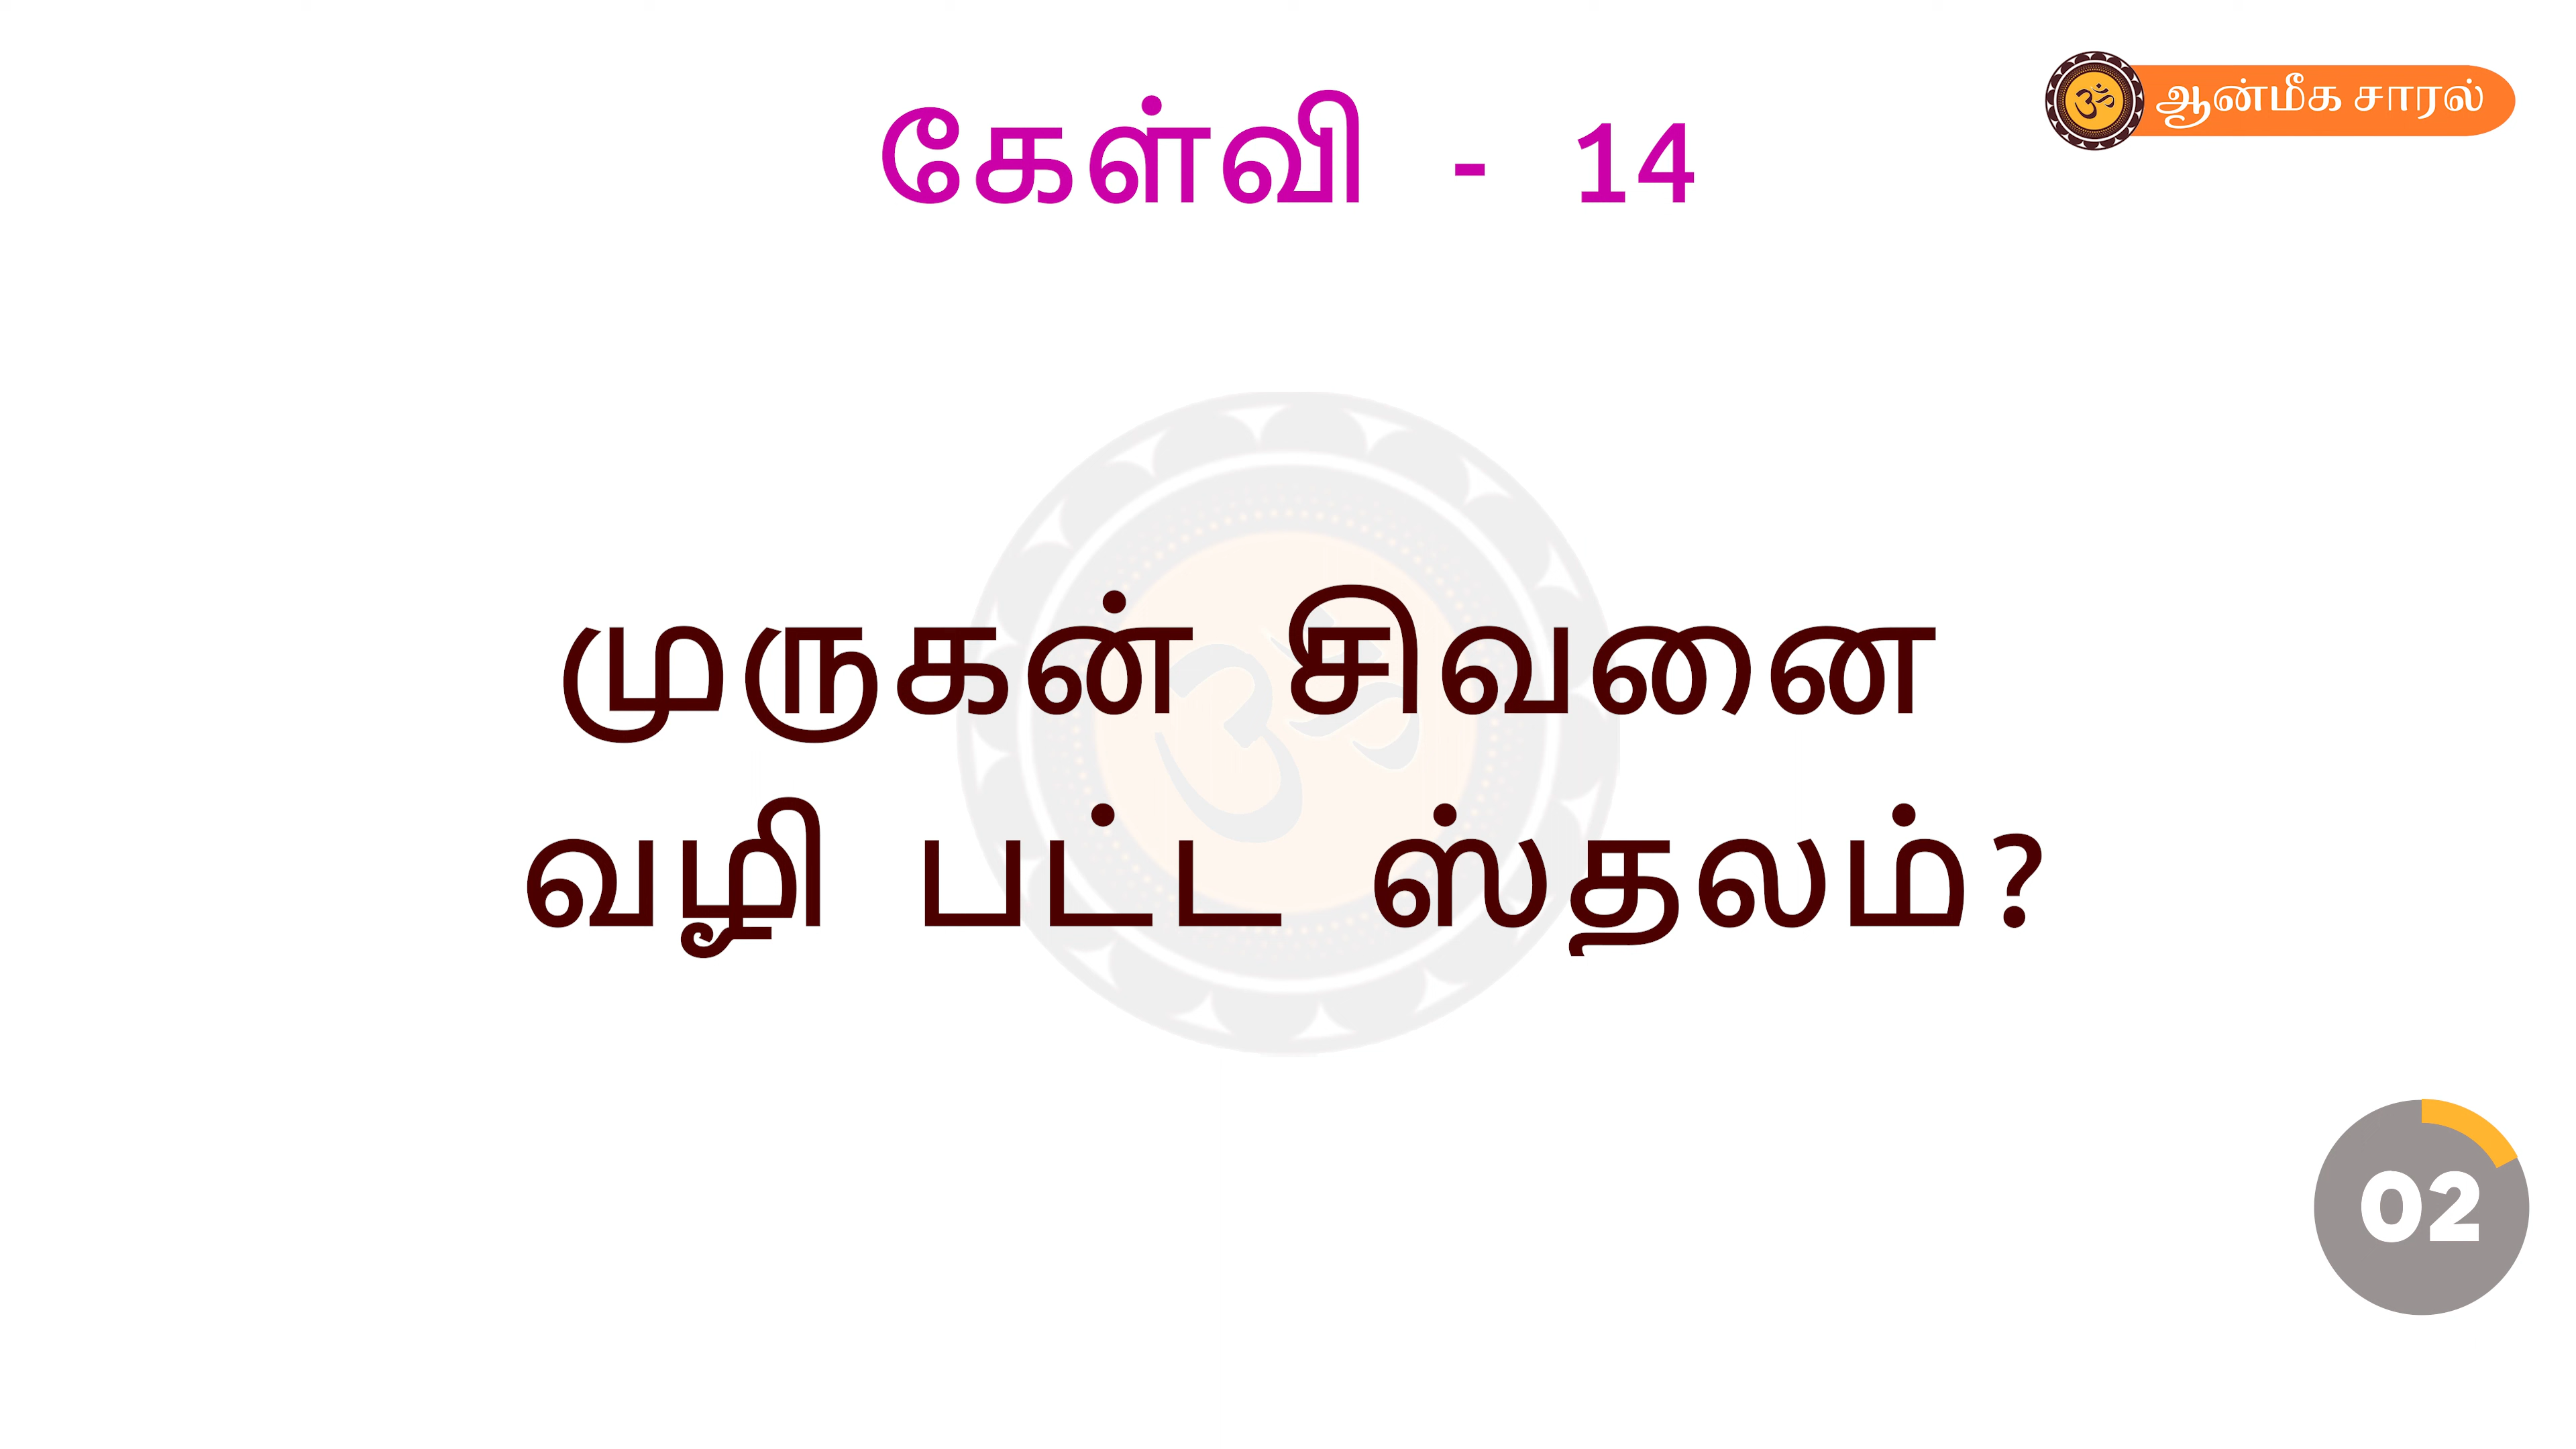 ஆன்மீக சாரல்
கேள்வி - 14
முருகன் சிவனை
வழி பட்ட ஸ்தலம்?
02